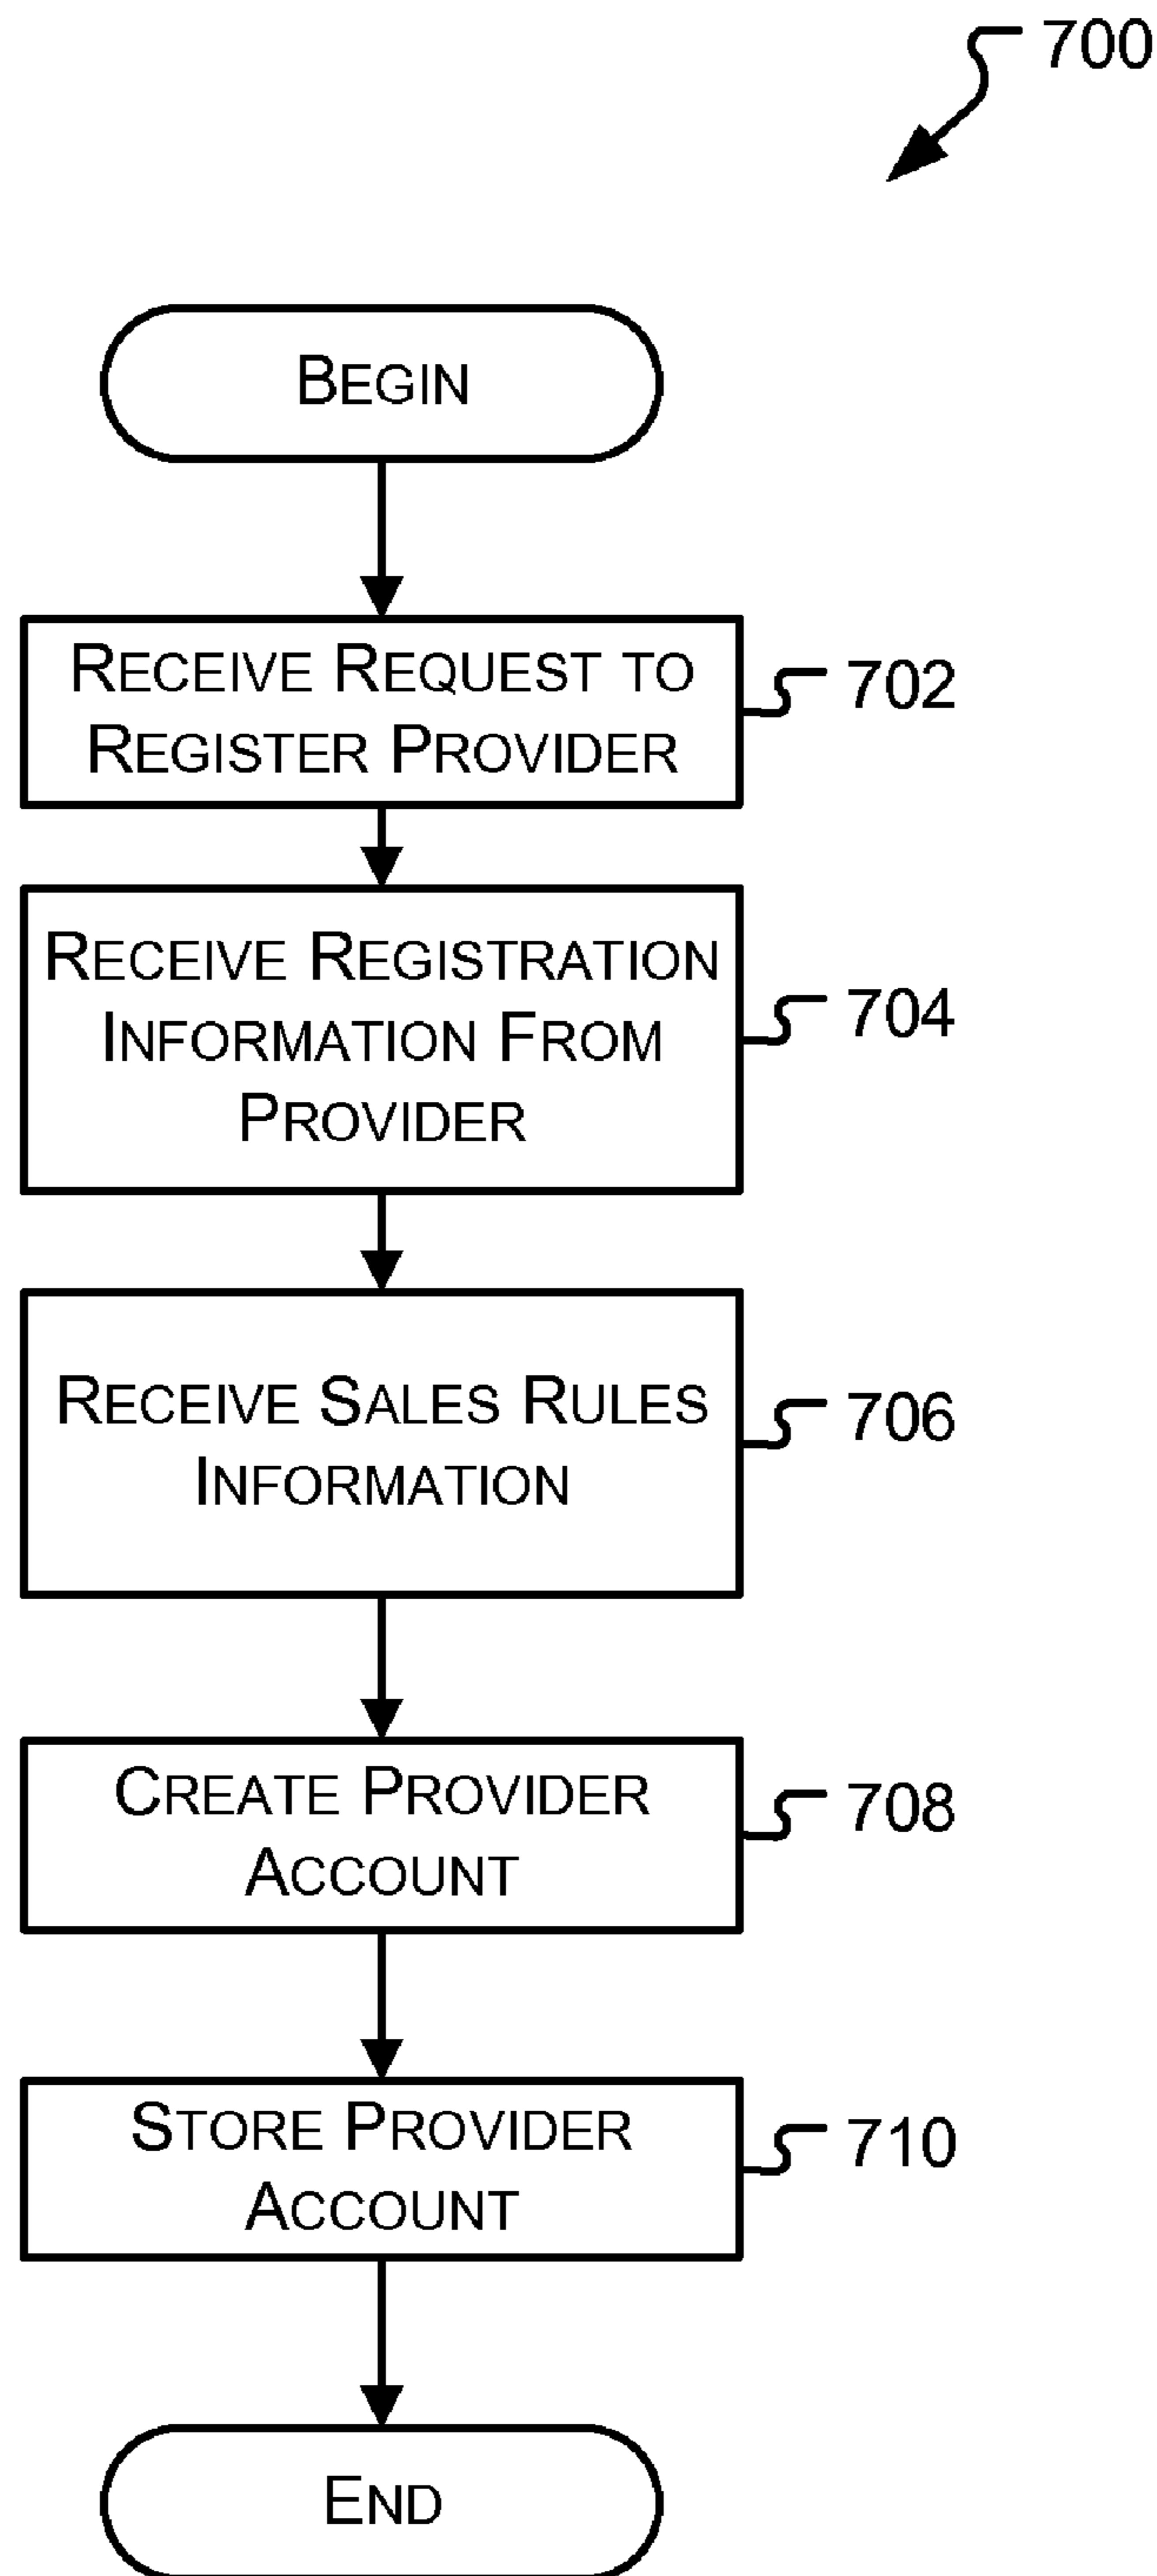 700
BEGIN
RECEIVE REQUEST TO
REGISTER PROVIDER
702
RECEIVE REGISTRATION
INFORMATION FROM
PROVIDER
704
RECEIVE SALES RULES
INFORMATION
706
CREATE PROVIDER
ACCOUNT
708
STORE PROVIDER
ACCOUNT
710
END